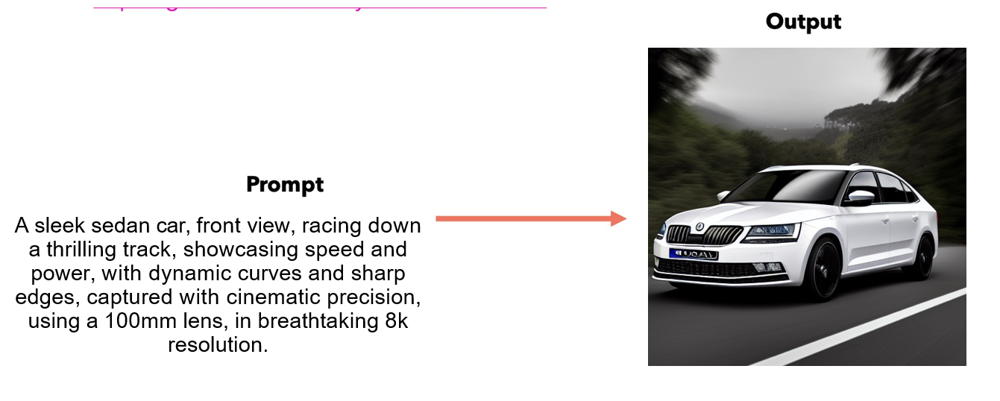 Output
Prompt
A sleek sedan car, front view, racing down
a thrilling track, showcasing speed and
power, with dynamic curves and sharp
edges, captured with cinematic precision,
using a 100mm lens, in breathtaking 8k
resolution.